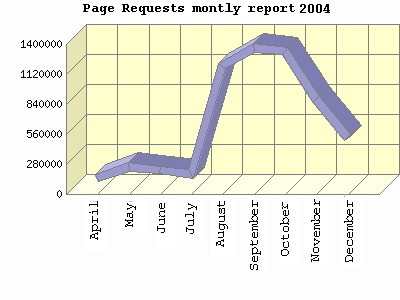 Page Requests montly report 2004
1400000
1120000
840000
560000
280000
0
April
May
June
July
August
September
October
November
December